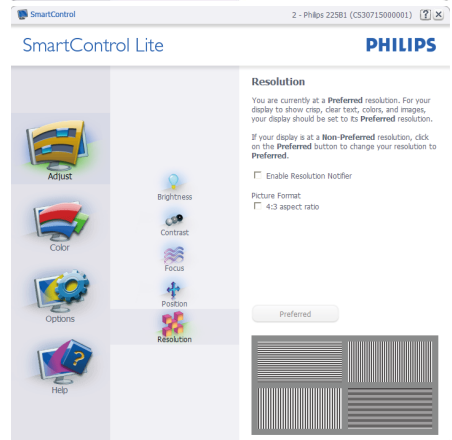 SmartControl
2 - Philips 225B1 (CS30715000001)
? X
SmartControl Lite
PHILIPS
Adjust
Color
Options
Help
Brightness
Contrast
Focus
Position
Resolution
Resolution
You are currently at a Preferred resolution. For your
display to show crisp, clear text, colors, and images,
your display should be set to its Preferred resolution.
If your display is at a Non-Preferred resolution, click
on the Preferred button to change your resolution to
Preferred.
Enable Resolution Notifier
Picture Format
4:3 aspect ratio
Preferred